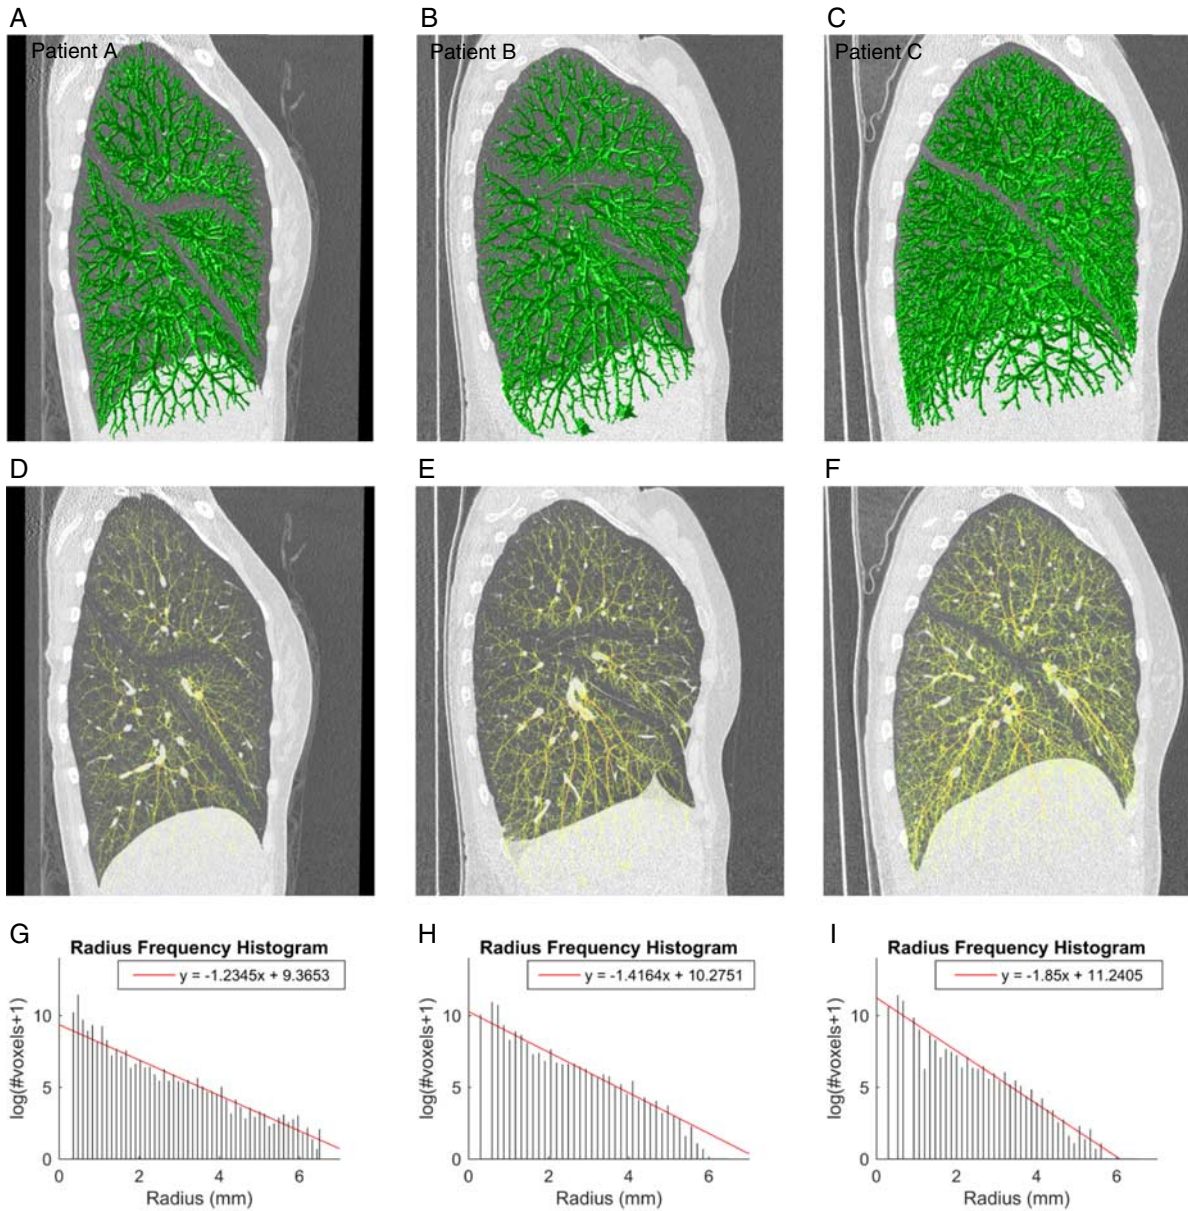 A
B
C
Patient A
Patient B
Patient C
D
E
F
G
H
I
Radius Frequency Histogram
y = -1.2345x + 9.3653
log(#voxels+1)
10
5
0
0 2 4 6
Radius (mm)
Radius Frequency Histogram
y = -1.4164x + 10.2751
log(#voxels+1)
10
5
0
0 2 4 6
Radius (mm)
Radius Frequency Histogram
y = -1.85x + 11.2405
log(#voxels+1)
10
5
0
0 2 4 6
Radius (mm)